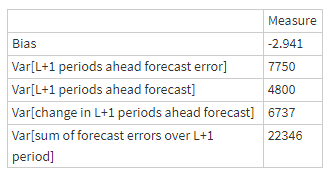 Measure
Bias -2.941
Var[L+1 periods ahead forecast error] 7750
Var[L+1 periods ahead forecast] 4800
Var[change in L+1 periods ahead forecast] 6737
Var[sum of forecast errors over L+1 22346
period]